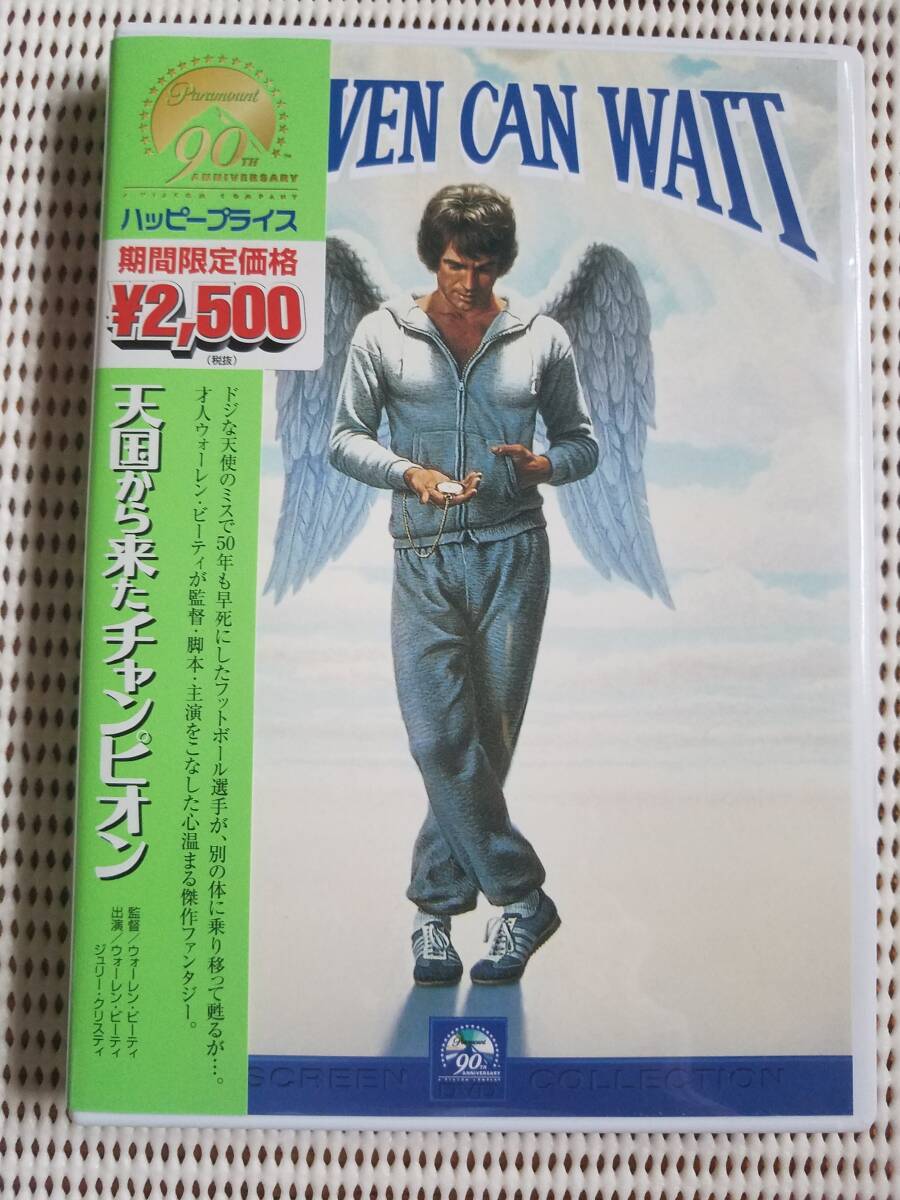 Paramount
90TH
ANNIVERSARY
A VIACOM COMPANY
ハッピープライス
期間限定価格
¥2,500
(税抜)
VEN CAN WAIT
ドジな天使のミスで50年も早死にしたフットボール選手が、別の体に乗り移って甦るが…。
才人ウォーレン・ビーティが監督・脚本・主演をこなした心温まる傑作ファンタジー。
天国から来たチャンピオン
監督/ウォーレン・ビーティ
出演/ウォーレン・ビーティ
ジュリー・クリスティ
SCREEN
COLLECTION
Paramount
90TH
ANNIVERSARY
A VIACOM COMPANY